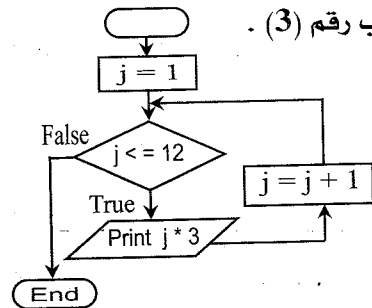 ب رقم (3) .
j = 1
False
j < = 12
j = j + 1
True
Print j * 3
End